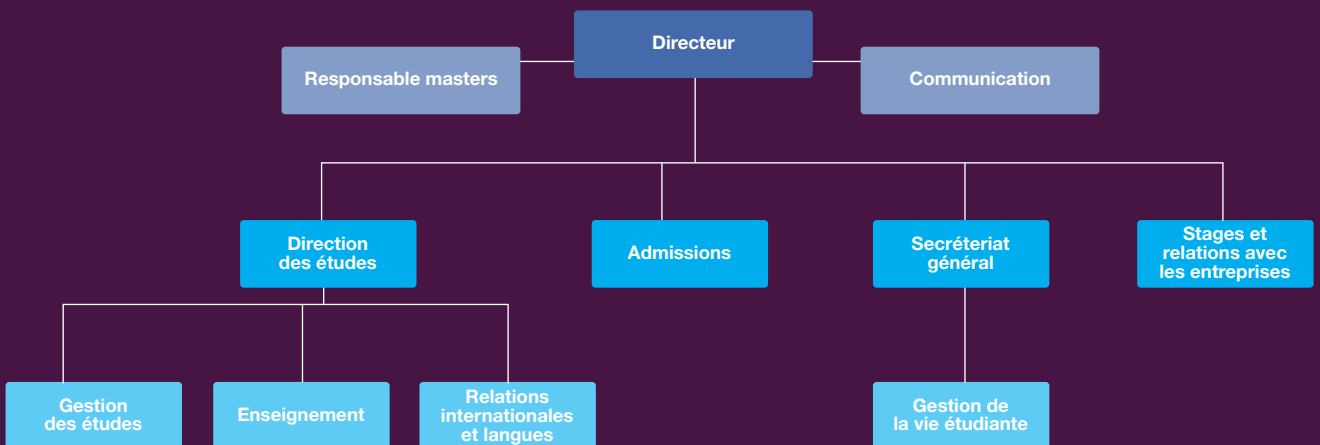 Directeur
Responsable masters
Communication
Direction
des études
Admissions
Secréteriat
général
Stages et
relations avec
les entreprises
Gestion
des études
Enseignement
Relations
internationales
et langues
Gestion de
la vie étudiante